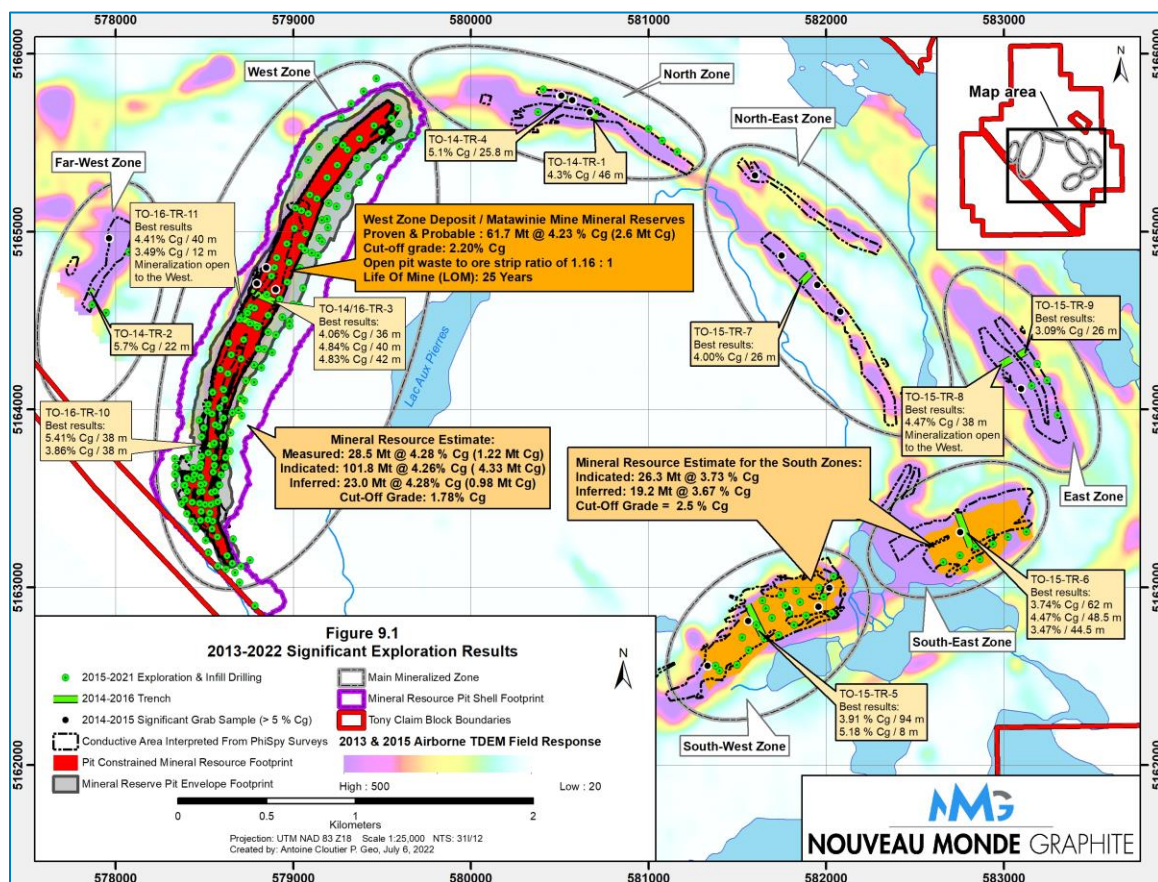 578000 579000 580000 581000 582000 583000
5166000 5166000
5165000 5165000
5164000 5164000
5163000 5163000
5162000 5162000
578000 579000 580000 581000 582000 583000
West Zone
North Zone
North-East Zone
Far-West Zone
N
Map area
TO-14-TR-4
5.1% Cg / 25.8 m
TO-14-TR-1
4.3% Cg / 46 m
TO-16-TR-11
Best results
4.41% Cg / 40 m
3.49% Cg / 12 m
Mineralization open
to the West.
TO-14-TR-2
5.7% Cg / 22 m
West Zone Deposit / Matawinie Mine Mineral Reserves
Proven & Probable : 61.7 Mt @ 4.23 % Cg (2.6 Mt Cg)
Cut-off grade: 2.20% Cg
Open pit waste to ore strip ratio of 1.16 : 1
Life Of Mine (LOM): 25 Years
TO-14/16-TR-3
Best results:
4.06% Cg / 36 m
4.84% Cg / 40 m
4.83% Cg / 42 m
Lac Aux Pierres
TO-15-TR-7
Best results:
4.00% Cg / 26 m
TO-15-TR-9
Best results:
3.09% Cg / 26 m
TO-15-TR-8
Best results:
4.47% Cg / 38 m
Mineralization open
to the West.
East Zone
TO-16-TR-10
Best results:
5.41% Cg / 38 m
3.86% Cg / 38 m
Mineral Resource Estimate:
Measured: 28.5 Mt @ 4.28 % Cg (1.22 Mt Cg)
Indicated: 101.8 Mt @ 4.26% Cg ( 4.33 Mt Cg)
Inferred: 23.0 Mt @ 4.28% Cg (0.98 Mt Cg)
Cut-Off Grade: 1.78% Cg
Mineral Resource Estimate for the South Zones:
Indicated: 26.3 Mt @ 3.73 % Cg
Inferred: 19.2 Mt @ 3.67 % Cg
Cut-Off Grade = 2.5 % Cg
TO-15-TR-6
Best results:
3.74% Cg / 62 m
4.47% Cg / 48.5 m
3.47% / 44.5 m
South-East Zone
TO-15-TR-5
Best results:
3.91 % Cg / 94 m
5.18 % Cg / 8 m
South-West Zone
Figure 9.1
2013-2022 Significant Exploration Results
N
2015-2021 Exploration & Infill Drilling
2014-2016 Trench
2014-2015 Significant Grab Sample (> 5 % Cg)
Conductive Area Interpreted From PhiSpy Surveys
Pit Constrained Mineral Resource Footprint
Mineral Reserve Pit Envelope Footprint
Main Mineralized Zone
Mineral Resource Pit Shell Footprint
Tony Claim Block Boundaries
2013 & 2015 Airborne TDEM Field Response
High : 500 Low : 20
0 0.5 1 2
Kilometers
Projection: UTM NAD 83 Z18 Scale 1:25,000 NTS: 31I/12
Created by: Antoine Cloutier P. Geo, July 6, 2022
NMG
NOUVEAU MONDE GRAPHITE